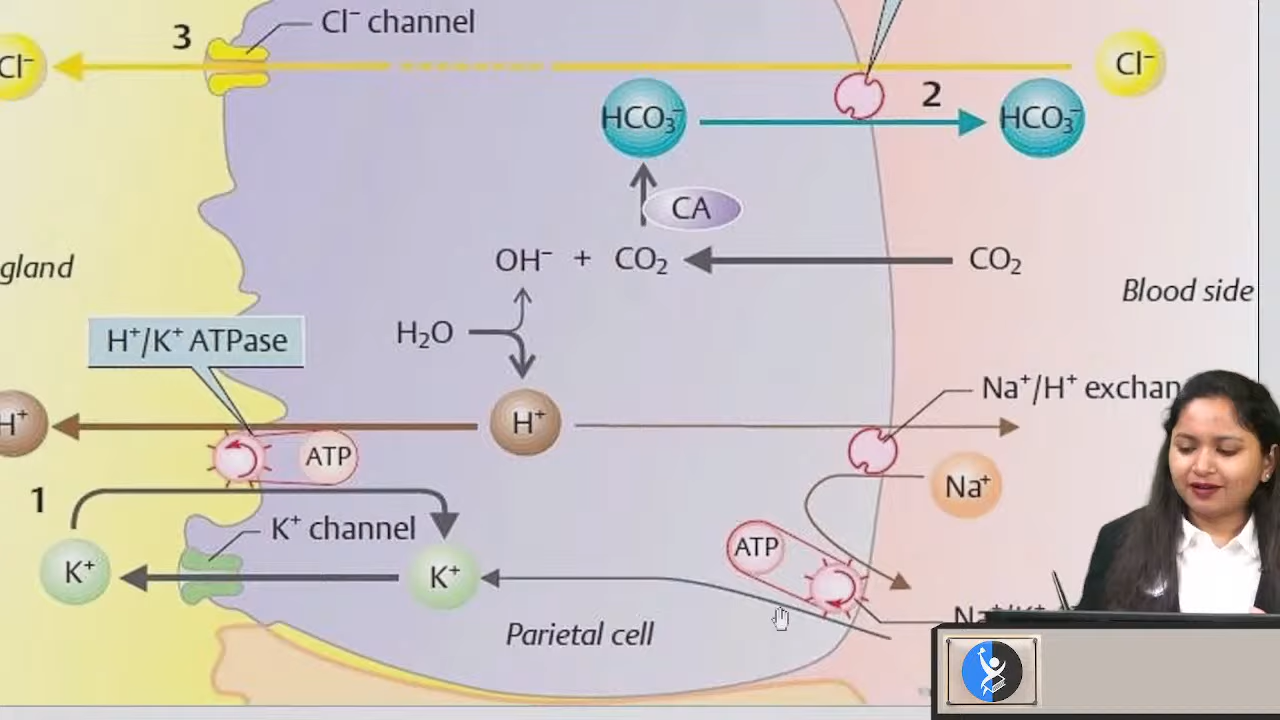 3
Cl⁻ channel
Cl⁻
Cl⁻
HCO₃⁻
2
HCO₃⁻
CA
gland
OH⁻ + CO₂
CO₂
Blood side
H₂O
H⁺/K⁺ ATPase
Na⁺/H⁺ exchan
H⁺
H⁺
ATP
1
K⁺ channel
Na⁺
K⁺
K⁺
ATP
Parietal cell